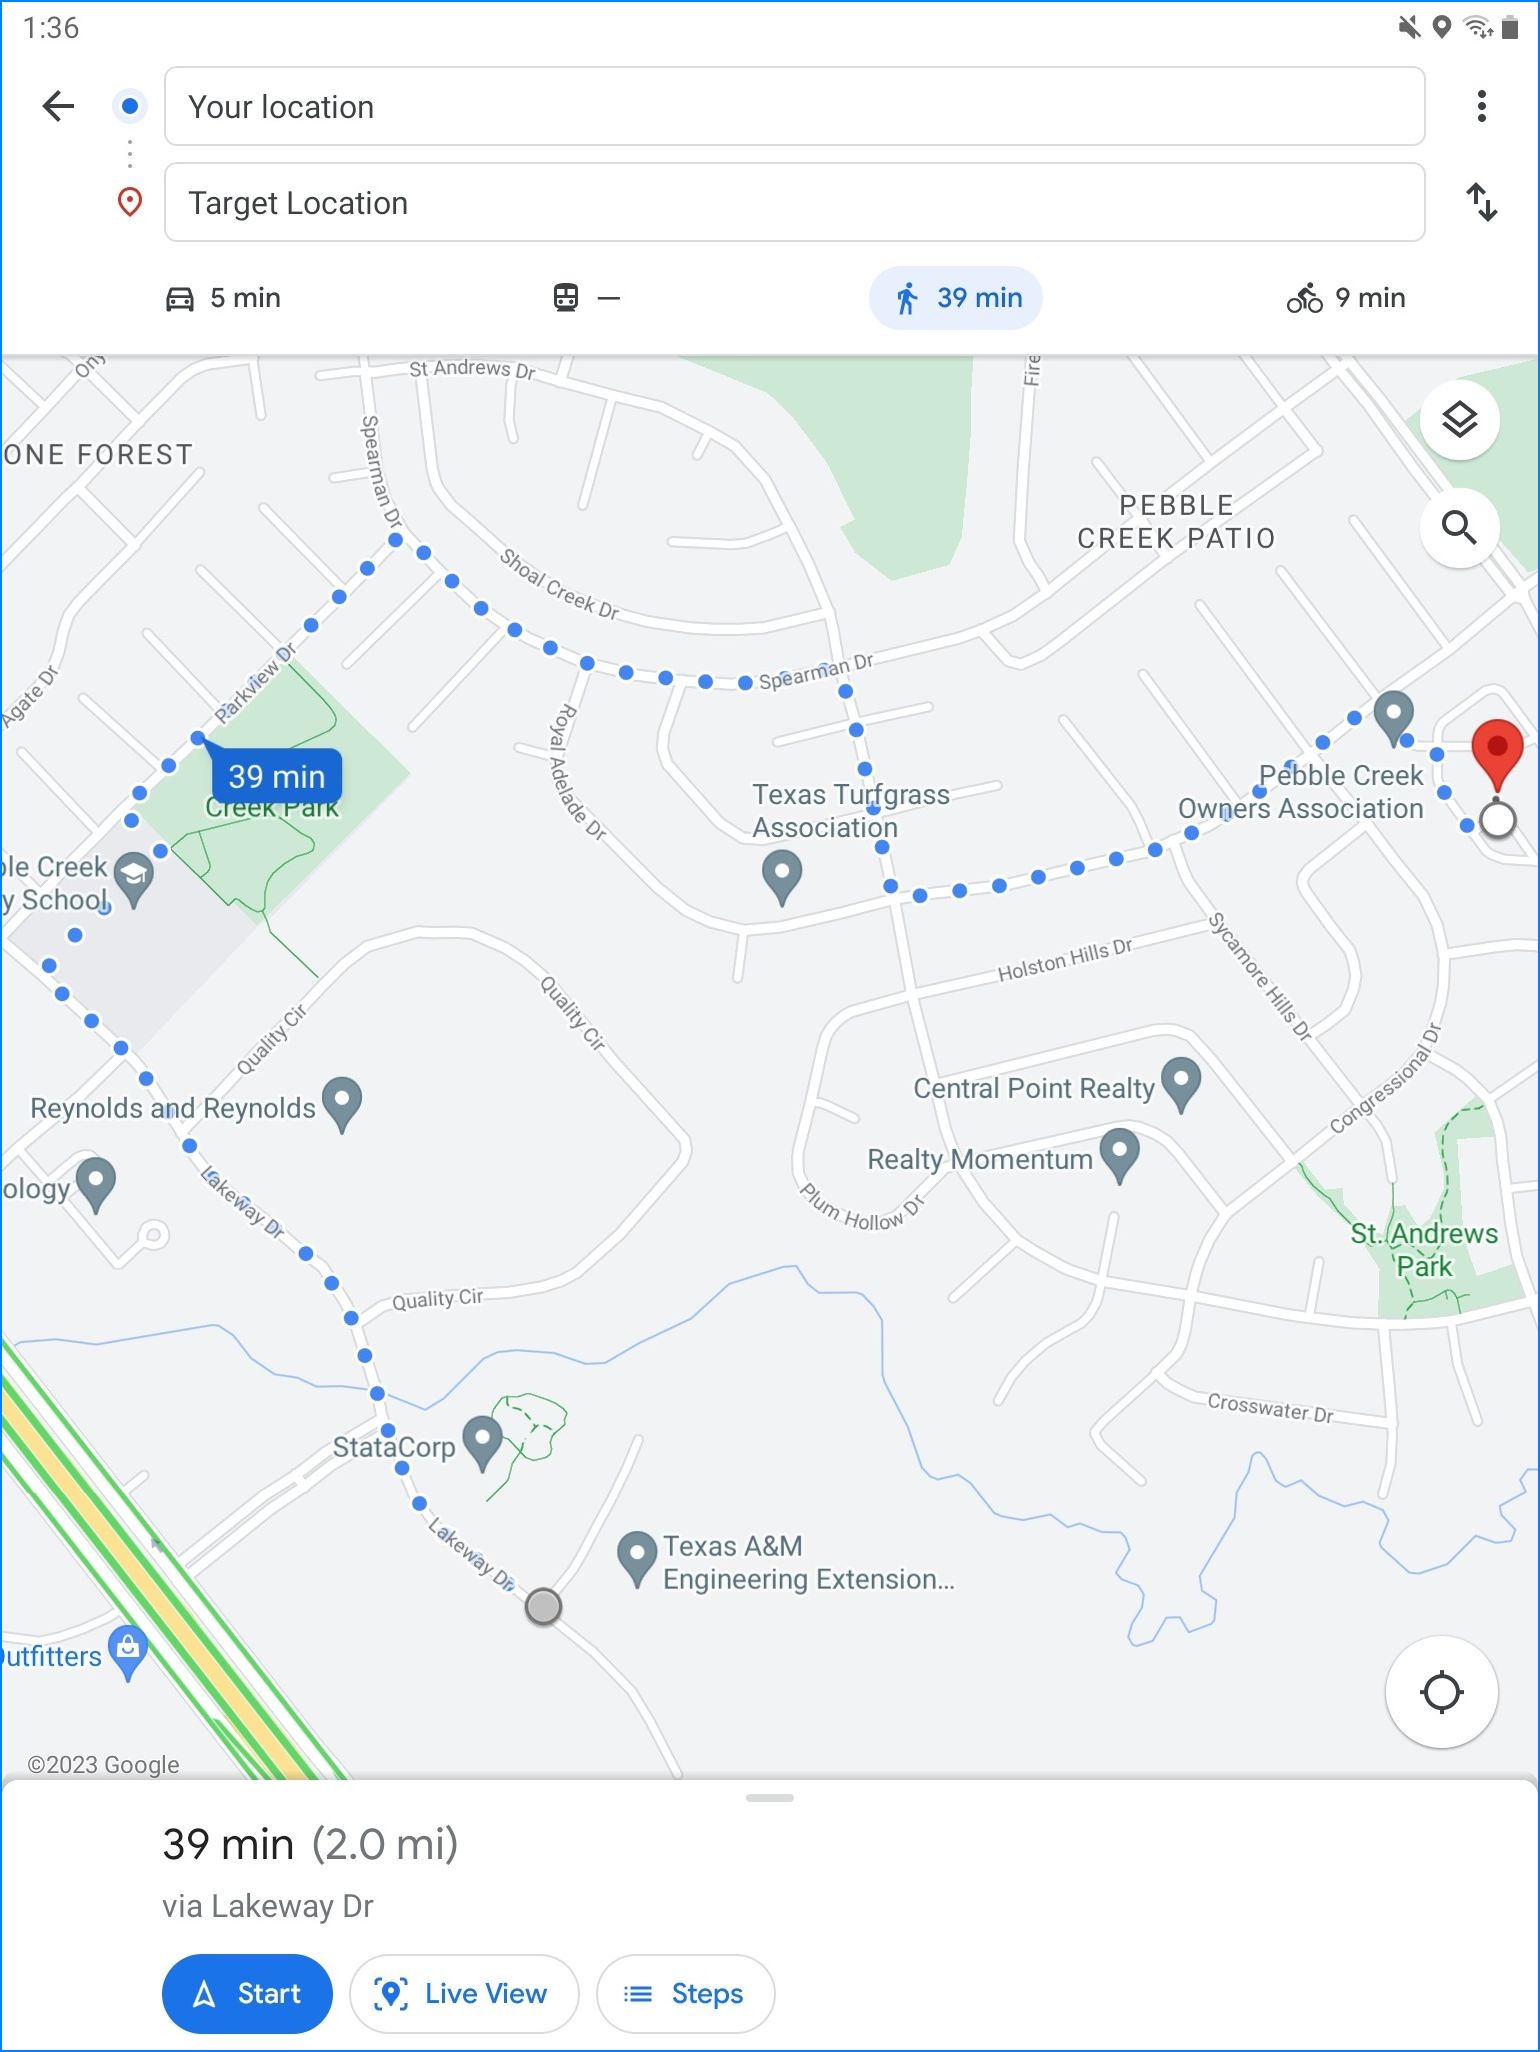 1:36
Your location
Target Location
5 min
—
39 min
9 min
Ony
St Andrews Dr
Fire
ONE FOREST
Spearman Dr
PEBBLE
CREEK PATIO
Shoal Creek Dr
Parkview Dr
Spearman Dr
Agate Dr
Royal Adelade Dr
39 min
Creek Park
Texas Turfgrass
Association
Pebble Creek
Owners Association
ble Creek
y School
Holston Hills Dr
Sycamore Hills Dr
Quality Cir
Quality Cir
Congressional Dr
Central Point Realty
Reynolds and Reynolds
Realty Momentum
ology
Lakeway Dr
Plum Hollow Dr
St. Andrews
Park
Quality Cir
Crosswater Dr
StataCorp
Lakeway Dr
Texas A&M
Engineering Extension...
utfitters
©2023 Google
39 min (2.0 mi)
via Lakeway Dr
Start
Live View
Steps